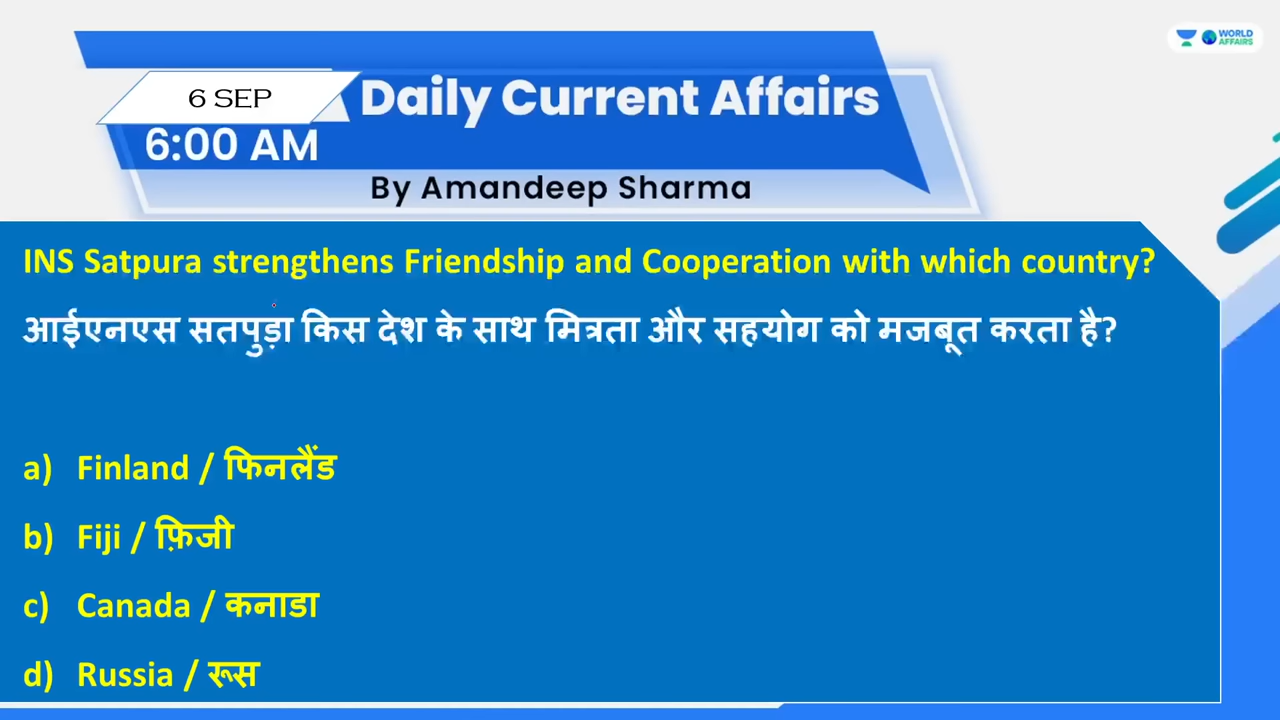 WORLD
AFFAIRS
6 SEP
Daily Current Affairs
6:00 AM
By Amandeep Sharma
INS Satpura strengthens Friendship and Cooperation with which country?
आईएनएस सतपुड़ा किस देश के साथ मित्रता और सहयोग को मजबूत करता है?
a) Finland / फिनलैंड
b) Fiji / फ़िजी
c) Canada / कनाडा
d) Russia / रूस